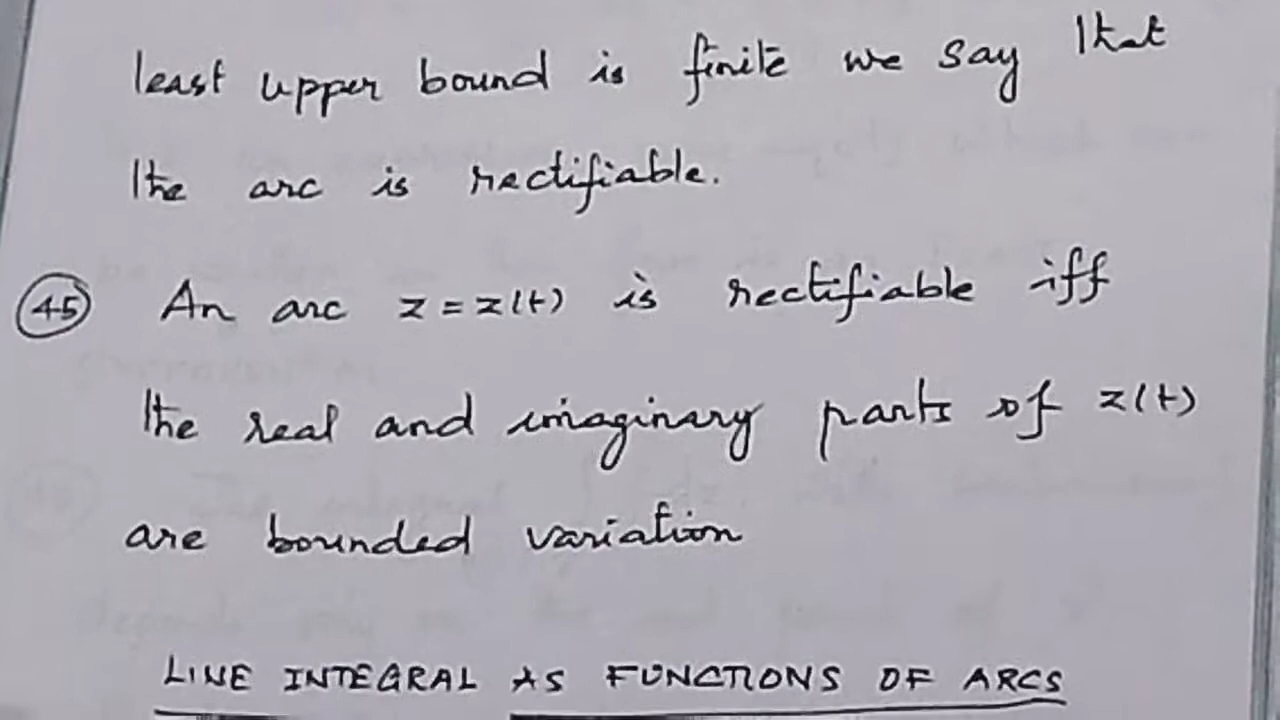 least upper bound is finite we say that
the arc is rectifiable.
45 An arc z = z(t) is rectifiable iff
the real and imaginary parts of z(t)
are bounded variation
LINE INTEGRAL AS FUNCTIONS OF ARCS